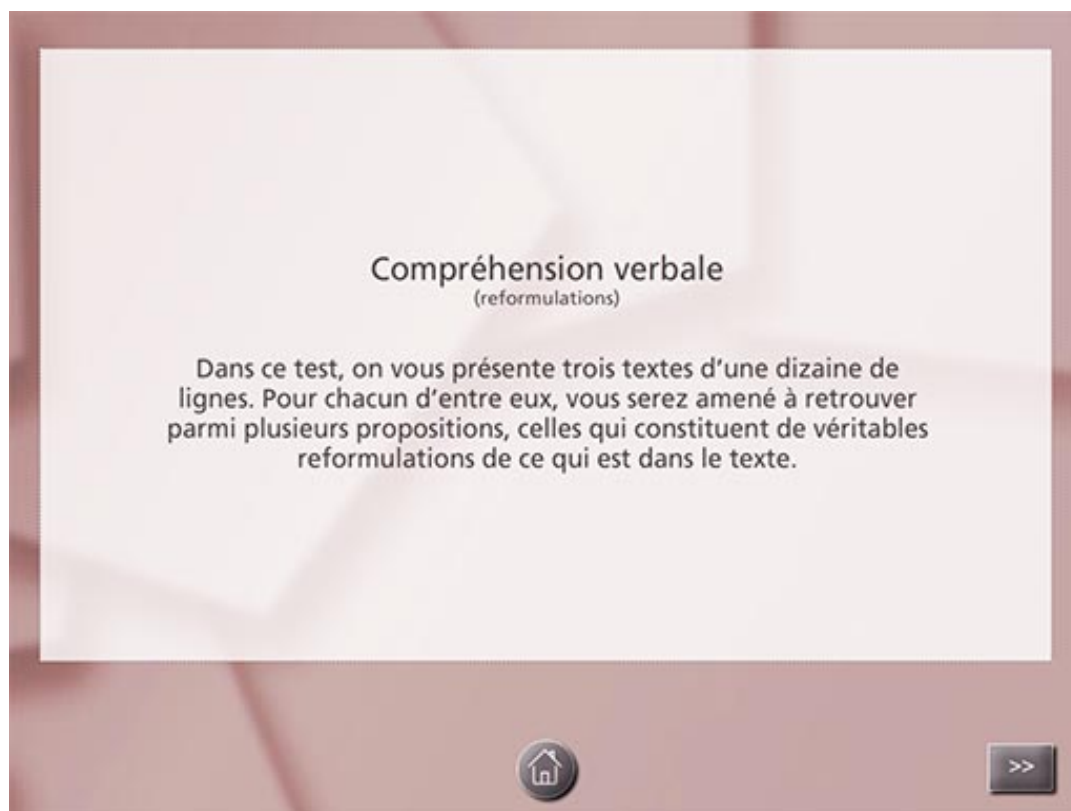 Compréhension verbale
(reformulations)
Dans ce test, on vous présente trois textes d’une dizaine de
lignes. Pour chacun d’entre eux, vous serez amené à retrouver
parmi plusieurs propositions, celles qui constituent de véritables
reformulations de ce qui est dans le texte.
>>